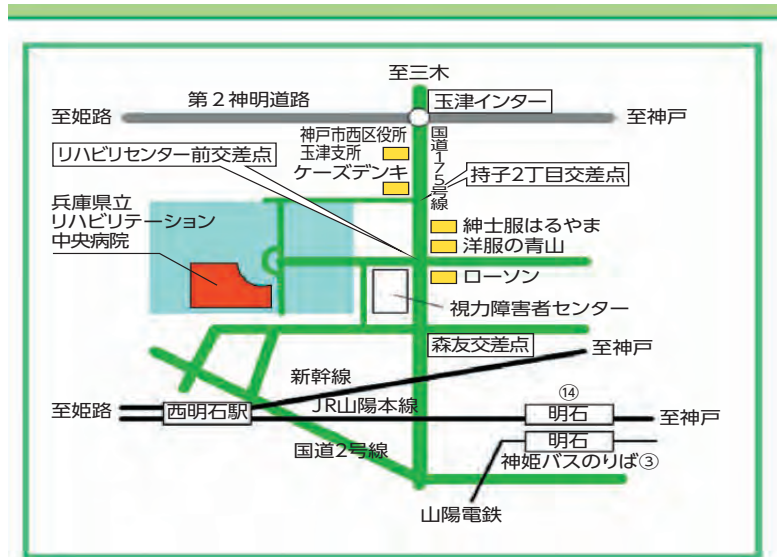 至三木
第2神明道路
玉津インター
至姫路
至神戸
神戸市西区役所
玉津支所
国道175号線
リハビリセンター前交差点
ケーズデンキ
持子2丁目交差点
兵庫県立
リハビリテーション
中央病院
紳士服はるやま
洋服の青山
ローソン
視力障害者センター
森友交差点
至神戸
新幹線
⑭
至姫路
西明石駅
JR山陽本線
明石
至神戸
明石
国道2号線
神姫バスのりば③
山陽電鉄